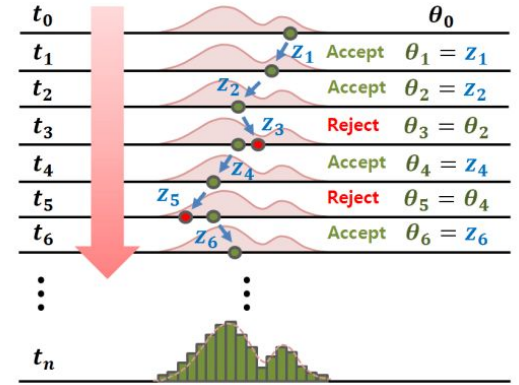 t₀ θ₀
t₁ z₁ Accept θ₁ = z₁
t₂ z₂ Accept θ₂ = z₂
t₃ z₃ Reject θ₃ = θ₂
t₄ z₄ Accept θ₄ = z₄
t₅ z₅ Reject θ₅ = θ₄
t₆ z₆ Accept θ₆ = z₆
tₙ